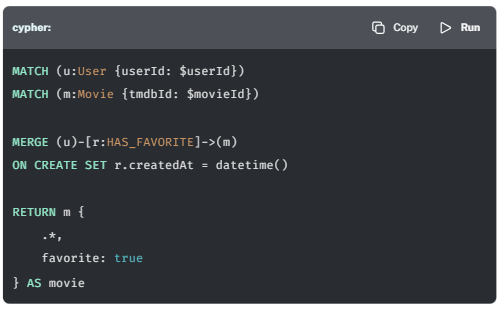 cypher:
Copy
Run
MATCH (u:User {userId: $userId})
MATCH (m:Movie {tmdbId: $movieId})
MERGE (u)-[r:HAS_FAVORITE]->(m)
ON CREATE SET r.createdAt = datetime()
RETURN m {
    .*,
    favorite: true
} AS movie